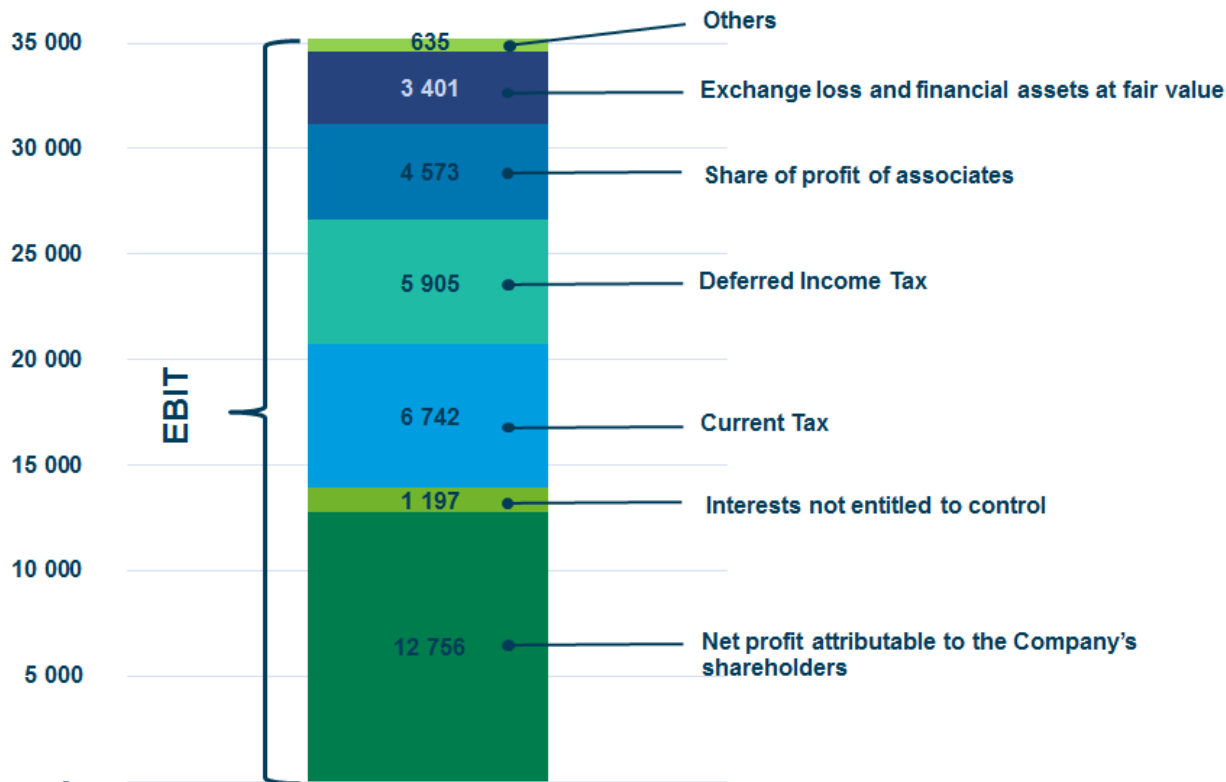 Others
35 000
635
3 401
Exchange loss and financial assets at fair value
30 000
4 573
Share of profit of associates
25 000
5 905
Deferred Income Tax
20 000
EBIT
6 742
Current Tax
15 000
1 197
Interests not entitled to control
10 000
12 756
Net profit attributable to the Company's
shareholders
5 000